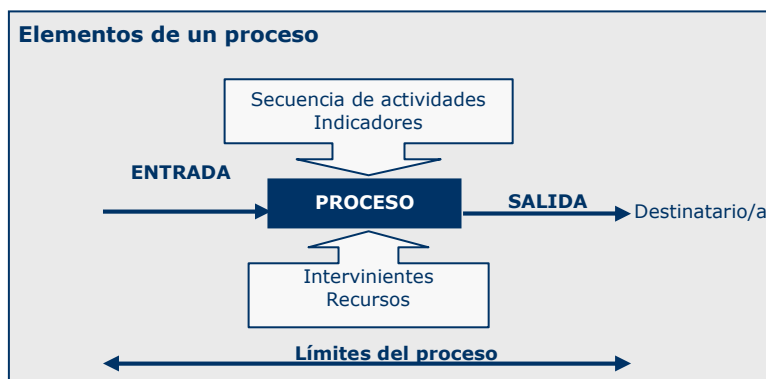 Elementos de un proceso
Secuencia de actividades
Indicadores
ENTRADA
PROCESO
SALIDA
Destinatario/a
Intervinientes
Recursos
Límites del proceso